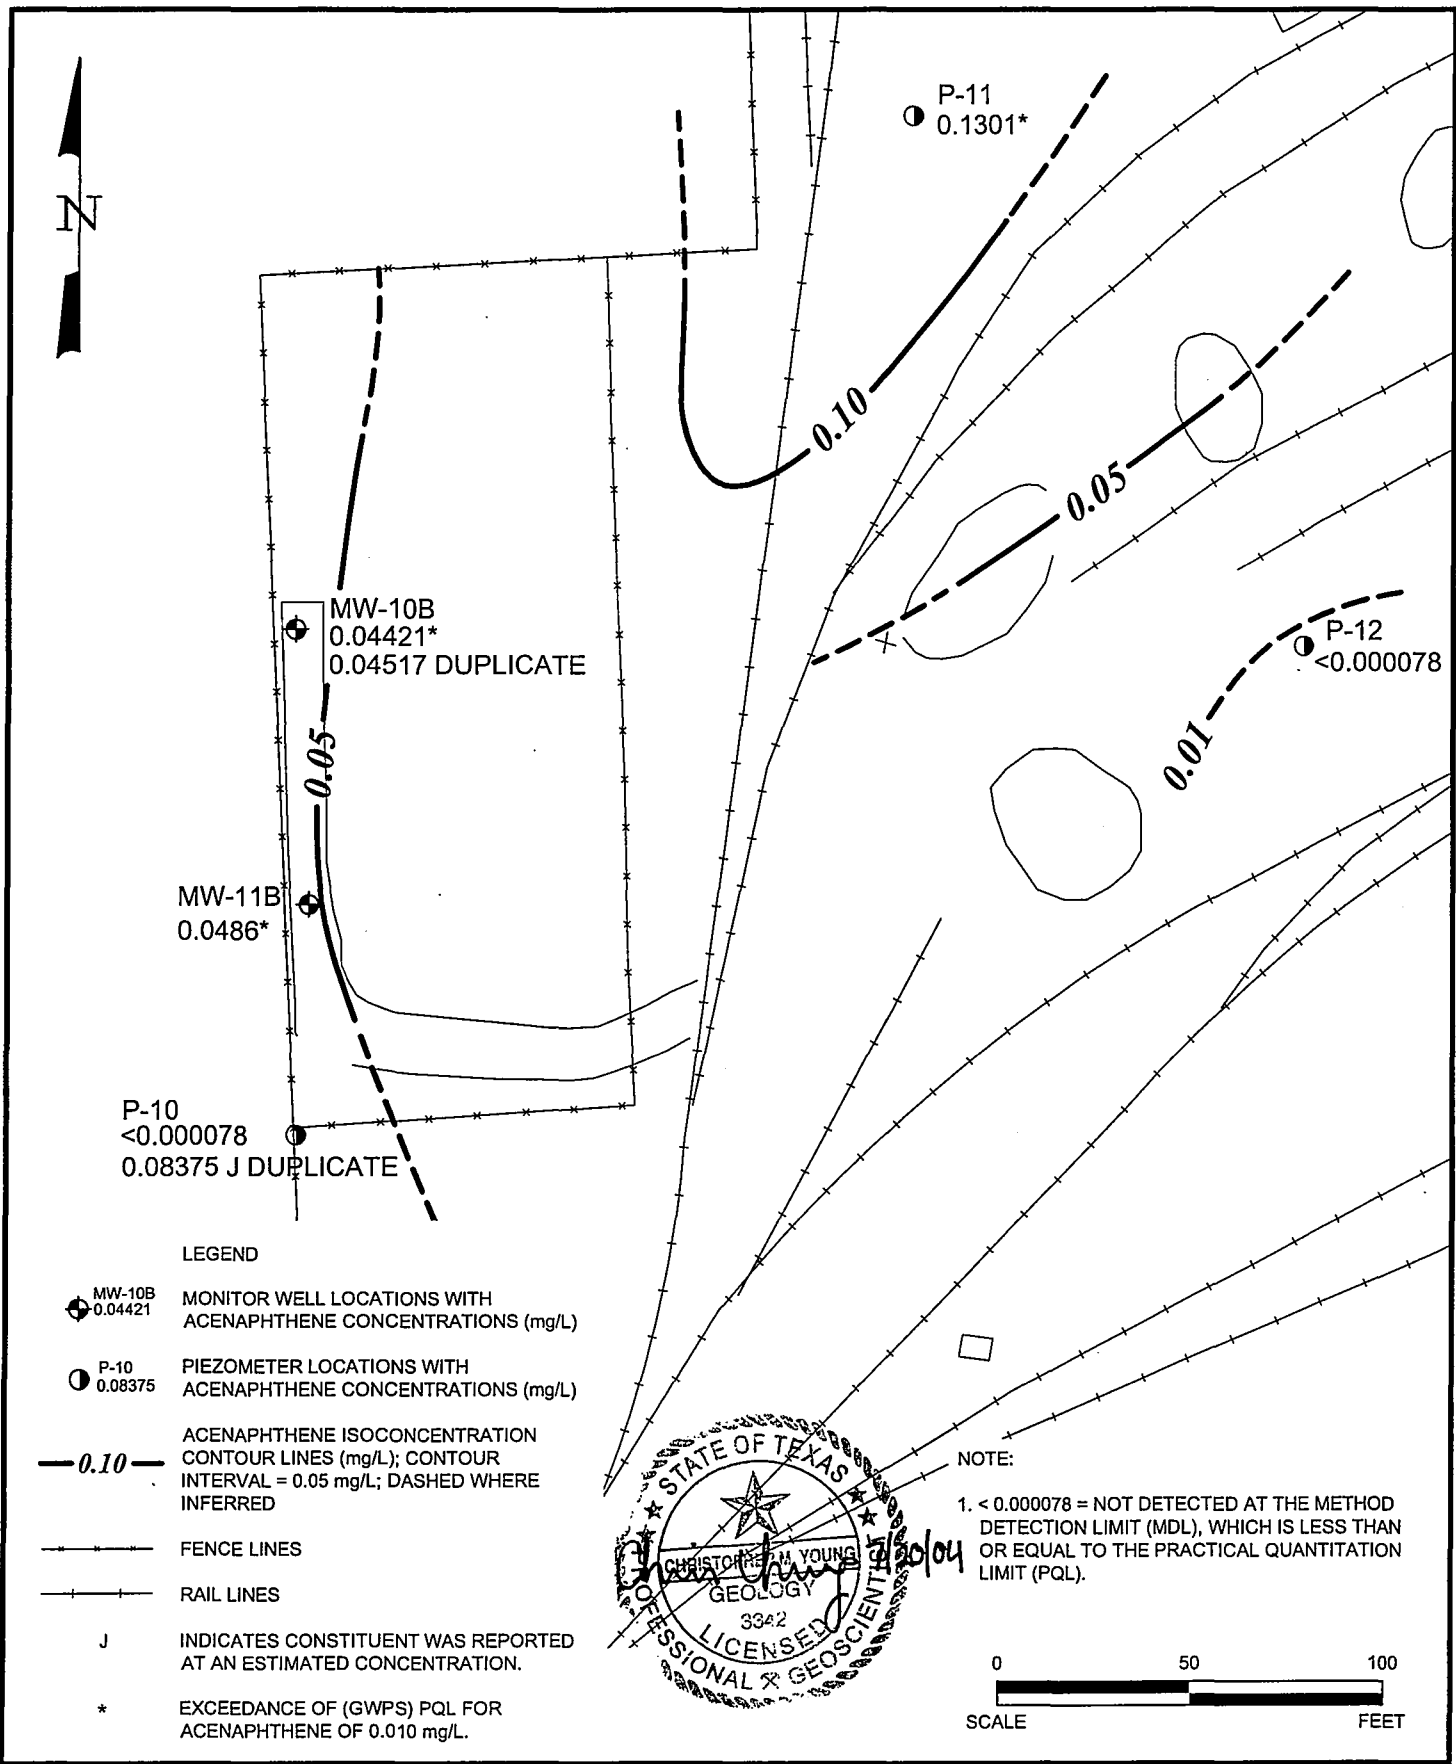 N
P-11
0.1301*
0.10
0.05
MW-10B
0.04421*
0.04517 DUPLICATE
P-12
<0.000078
0.05
0.01
MW-11B
0.0486*
P-10
<0.000078
0.08375 J DUPLICATE
LEGEND
MW-10B
0.04421
MONITOR WELL LOCATIONS WITH
ACENAPHTHENE CONCENTRATIONS (mg/L)
P-10
0.08375
PIEZOMETER LOCATIONS WITH
ACENAPHTHENE CONCENTRATIONS (mg/L)
0.10
ACENAPHTHENE ISOCONCENTRATION
CONTOUR LINES (mg/L); CONTOUR
INTERVAL = 0.05 mg/L; DASHED WHERE
INFERRED
FENCE LINES
RAIL LINES
J
INDICATES CONSTITUENT WAS REPORTED
AT AN ESTIMATED CONCENTRATION.
*
EXCEEDANCE OF (GWPS) PQL FOR
ACENAPHTHENE OF 0.010 mg/L.
STATE OF TEXAS
CHRISTOPHER M. YOUNG
GEOLOGY
3342
LICENSED
PROFESSIONAL GEOSCIENTIST
NOTE:
1. < 0.000078 = NOT DETECTED AT THE METHOD
DETECTION LIMIT (MDL), WHICH IS LESS THAN
OR EQUAL TO THE PRACTICAL QUANTITATION
LIMIT (PQL).
0 50 100
SCALE FEET